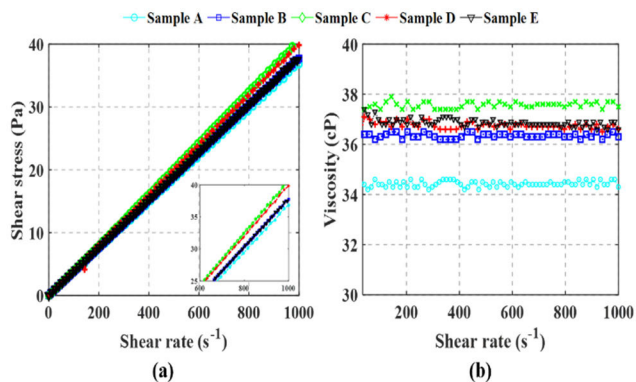 Sample A Sample B Sample C Sample D Sample E
40
30
20
10
0
Shear stress (Pa)
40
35
30
25
600 800 1000
0 200 400 600 800 1000
Shear rate (s⁻¹)
(a)
40
38
36
34
32
30
Viscosity (cP)
200 400 600 800 1000
Shear rate (s⁻¹)
(b)